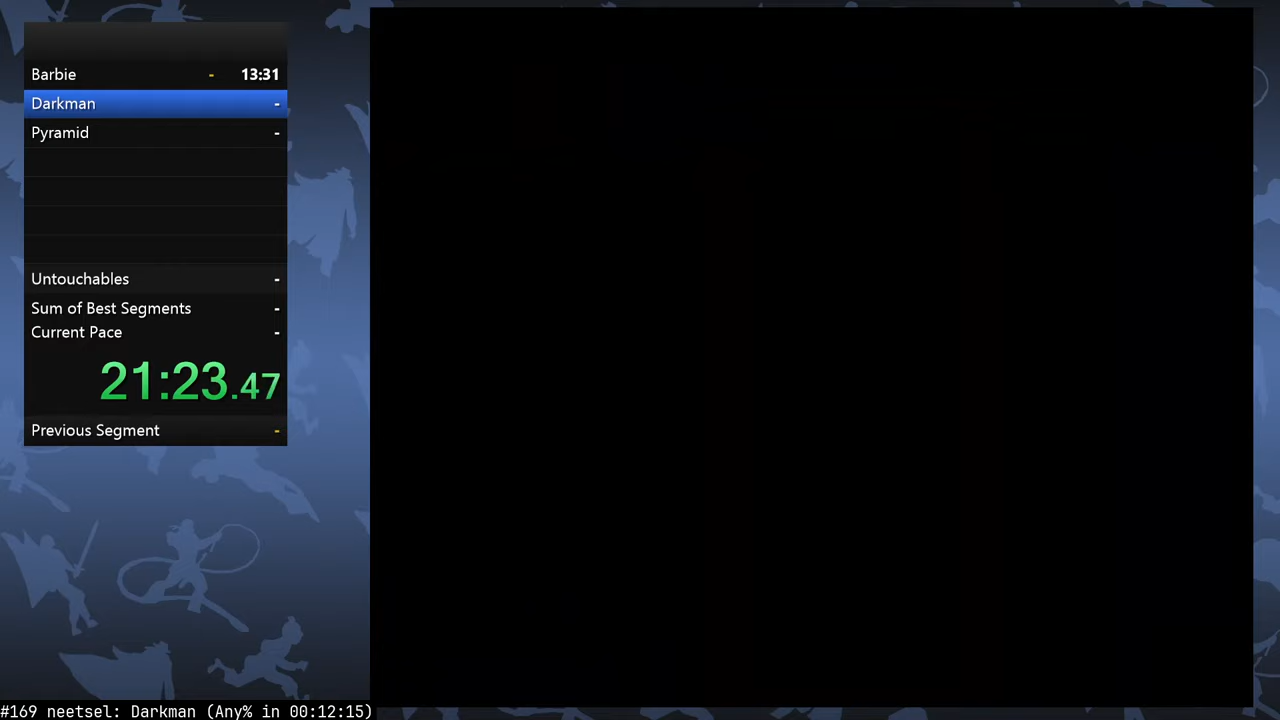 Barbie - 13:31
Darkman -
Pyramid -
Untouchables -
Sum of Best Segments -
Current Pace -
21:23.47
Previous Segment -
#169 neetsel: Darkman (Any% in 00:12:15)